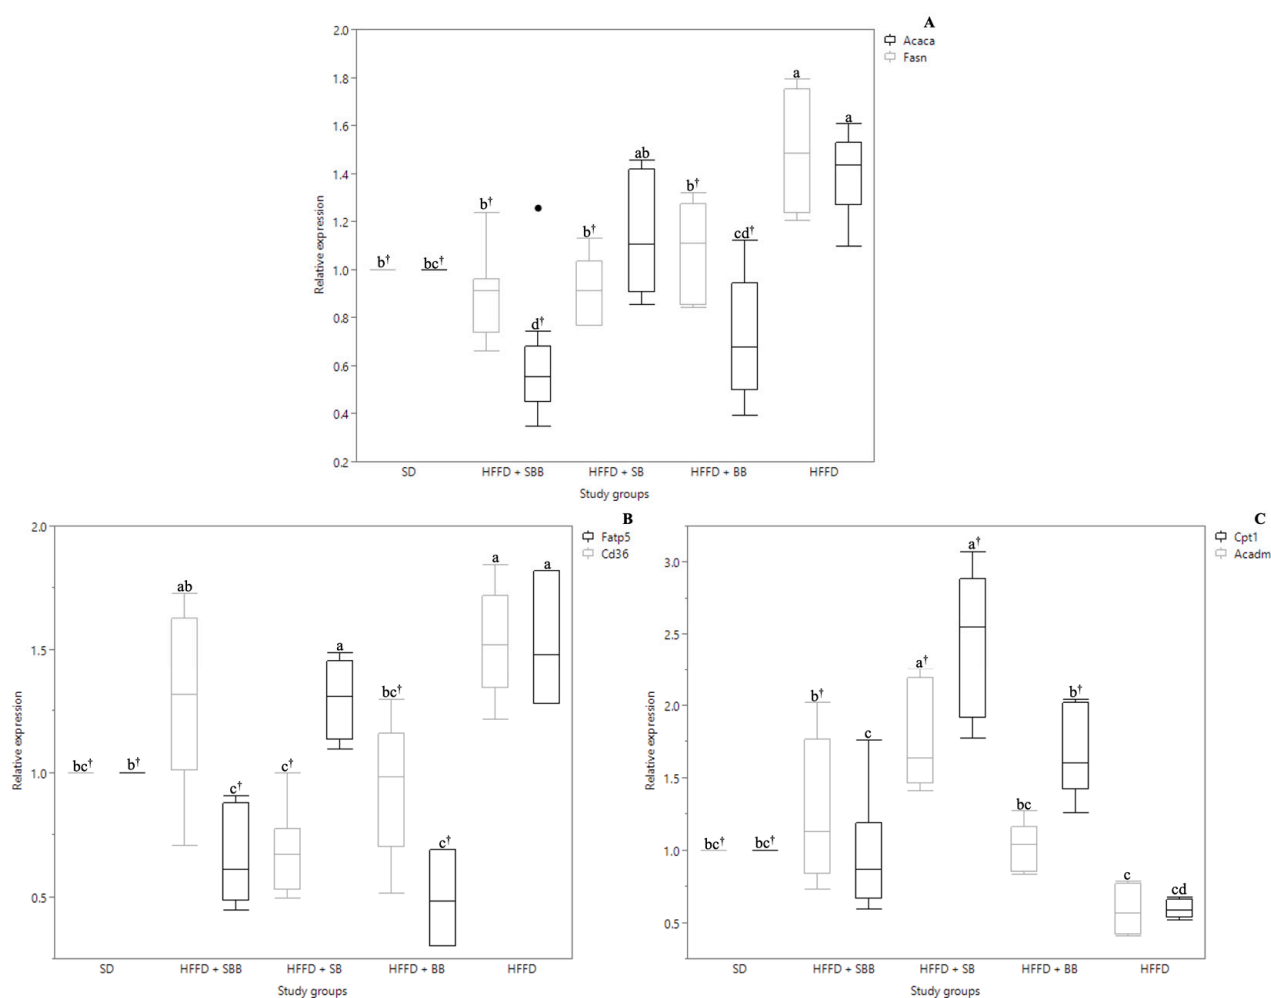 A
Acaca
Fasn
2.0
1.8
1.6
1.4
1.2
1.0
0.8
0.6
0.4
0.2
Relative expression
b†
bc†
b†
d†
b†
ab
b†
cd†
a
a
SD
HFFD + SBB
HFFD + SB
HFFD + BB
HFFD
Study groups
B
Fatp5
Cd36
2.0
1.5
1.0
0.5
Relative expression
bc†
b†
ab
c†
c†
a
bc†
c†
a
a
SD
HFFD + SBB
HFFD + SB
HFFD + BB
HFFD
Study groups
C
Cpt1
Acadm
3.0
2.5
2.0
1.5
1.0
0.5
Relative expression
bc†
bc†
b†
c
a†
a†
bc
b†
c
cd
SD
HFFD + SBB
HFFD + SB
HFFD + BB
HFFD
Study groups